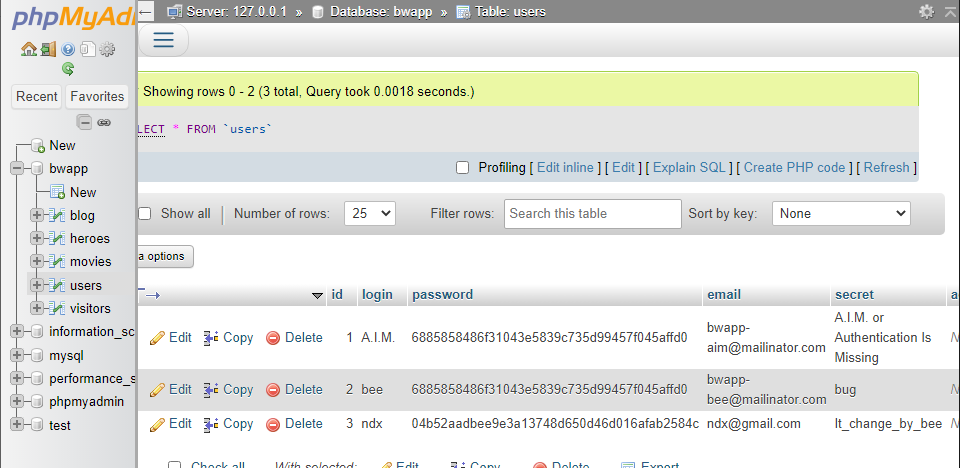 phpMyAd
Server: 127.0.0.1 » Database: bwapp » Table: users
Recent Favorites
New
bwapp
New
blog
heroes
movies
users
visitors
information_sc
mysql
performance_s
phpmyadmin
test
Showing rows 0 - 2 (3 total, Query took 0.0018 seconds.)
LECT * FROM `users`
Profiling [ Edit inline ] [ Edit ] [ Explain SQL ] [ Create PHP code ] [ Refresh ]
Show all | Number of rows: 25 Filter rows: Search this table Sort by key: None
a options
id login password email secret a
Edit Copy Delete 1 A.I.M. 6885858486f31043e5839c735d99457f045affd0 bwapp-aim@mailinator.com A.I.M. or Authentication Is Missing N
Edit Copy Delete 2 bee 6885858486f31043e5839c735d99457f045affd0 bwapp-bee@mailinator.com bug N
Edit Copy Delete 3 ndx 04b52aadbee9e3a13748d650d46d016afab2584c ndx@gmail.com lt_change_by_bee N
Check all With selected: Edit Copy Delete Export